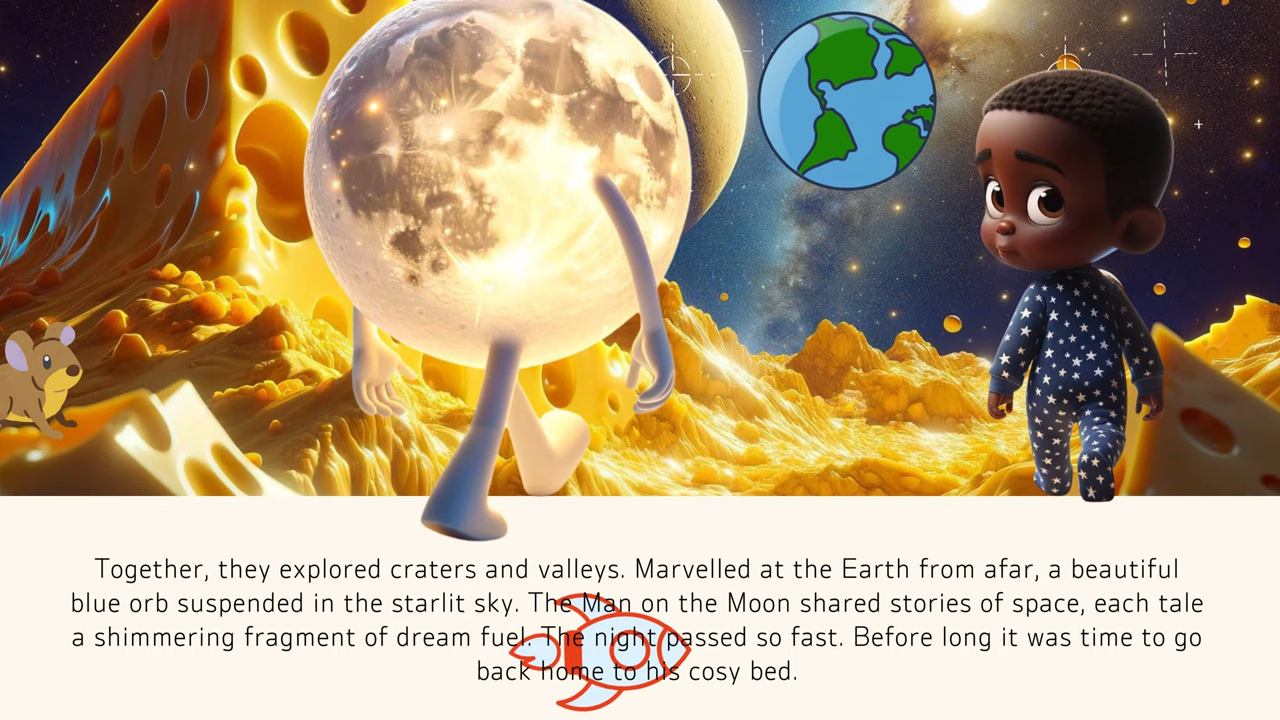 Together, they explored craters and valleys. Marvelled at the Earth from afar, a beautiful
blue orb suspended in the starlit sky. The Man on the Moon shared stories of space, each tale
a shimmering fragment of dream fuel. The night passed so fast. Before long it was time to go
back home to his cosy bed.